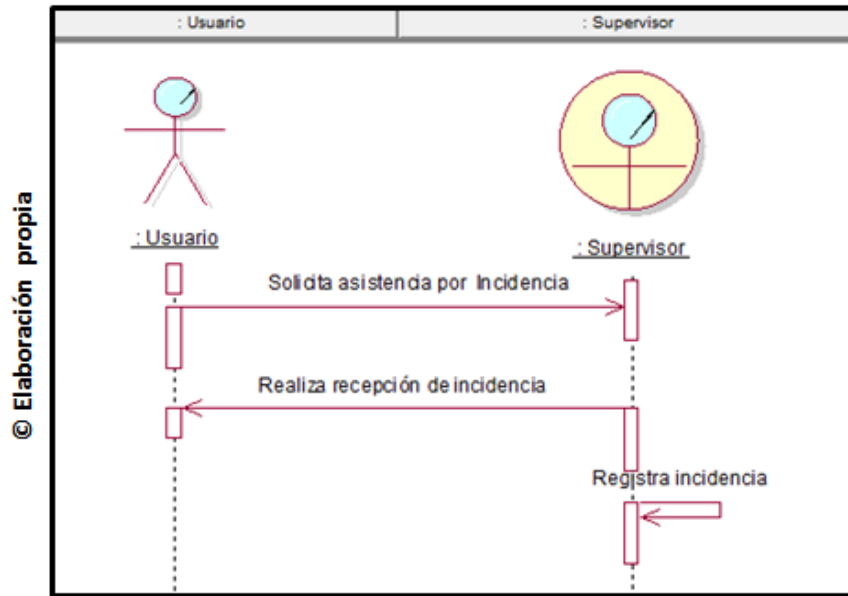 : Usuario
: Supervisor
: Usuario
: Supervisor
Solicita asistencia por Incidencia
Realiza recepción de incidencia
Registra incidencia
© Elaboración propia